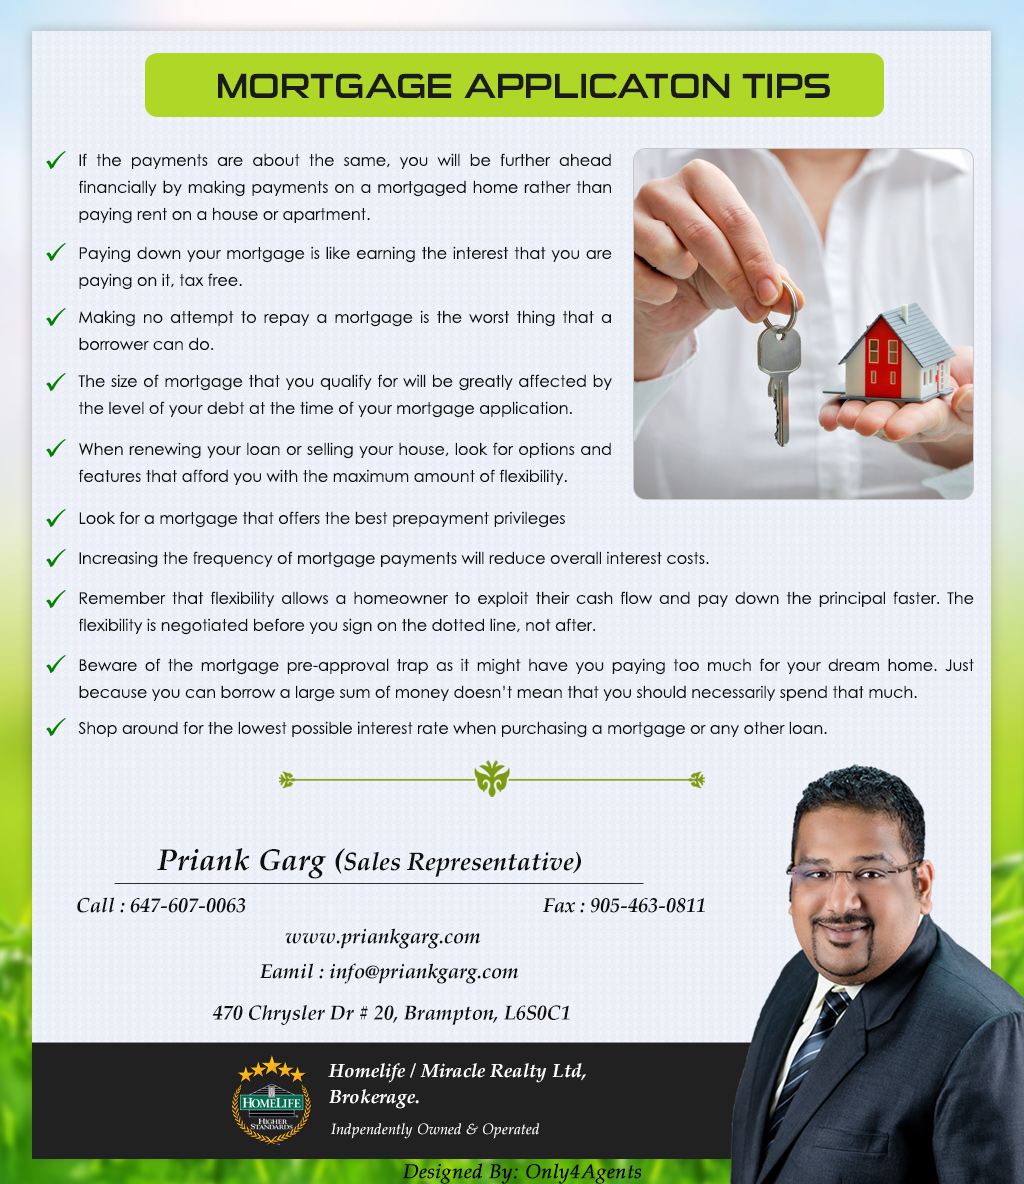 MORTGAGE APPLICATON TIPS
If the payments are about the same, you will be further ahead
financially by making payments on a mortgaged home rather than
paying rent on a house or apartment.
Paying down your mortgage is like earning the interest that you are
paying on it, tax free.
Making no attempt to repay a mortgage is the worst thing that a
borrower can do.
The size of mortgage that you qualify for will be greatly affected by
the level of your debt at the time of your mortgage application.
When renewing your loan or selling your house, look for options and
features that afford you with the maximum amount of flexibility.
Look for a mortgage that offers the best prepayment privileges
Increasing the frequency of mortgage payments will reduce overall interest costs.
Remember that flexibility allows a homeowner to exploit their cash flow and pay down the principal faster. The
flexibility is negotiated before you sign on the dotted line, not after.
Beware of the mortgage pre-approval trap as it might have you paying too much for your dream home. Just
because you can borrow a large sum of money doesn't mean that you should necessarily spend that much.
Shop around for the lowest possible interest rate when purchasing a mortgage or any other loan.
Priank Garg (Sales Representative)
Call : 647-607-0063 Fax : 905-463-0811
www.priankgarg.com
Eamil : info@priankgarg.com
470 Chrysler Dr # 20, Brampton, L6S0C1
Homelife / Miracle Realty Ltd,
Brokerage.
Indpendently Owned & Operated
HOMELIFE
HIGHER
STANDARDS
Designed By: Only4Agents